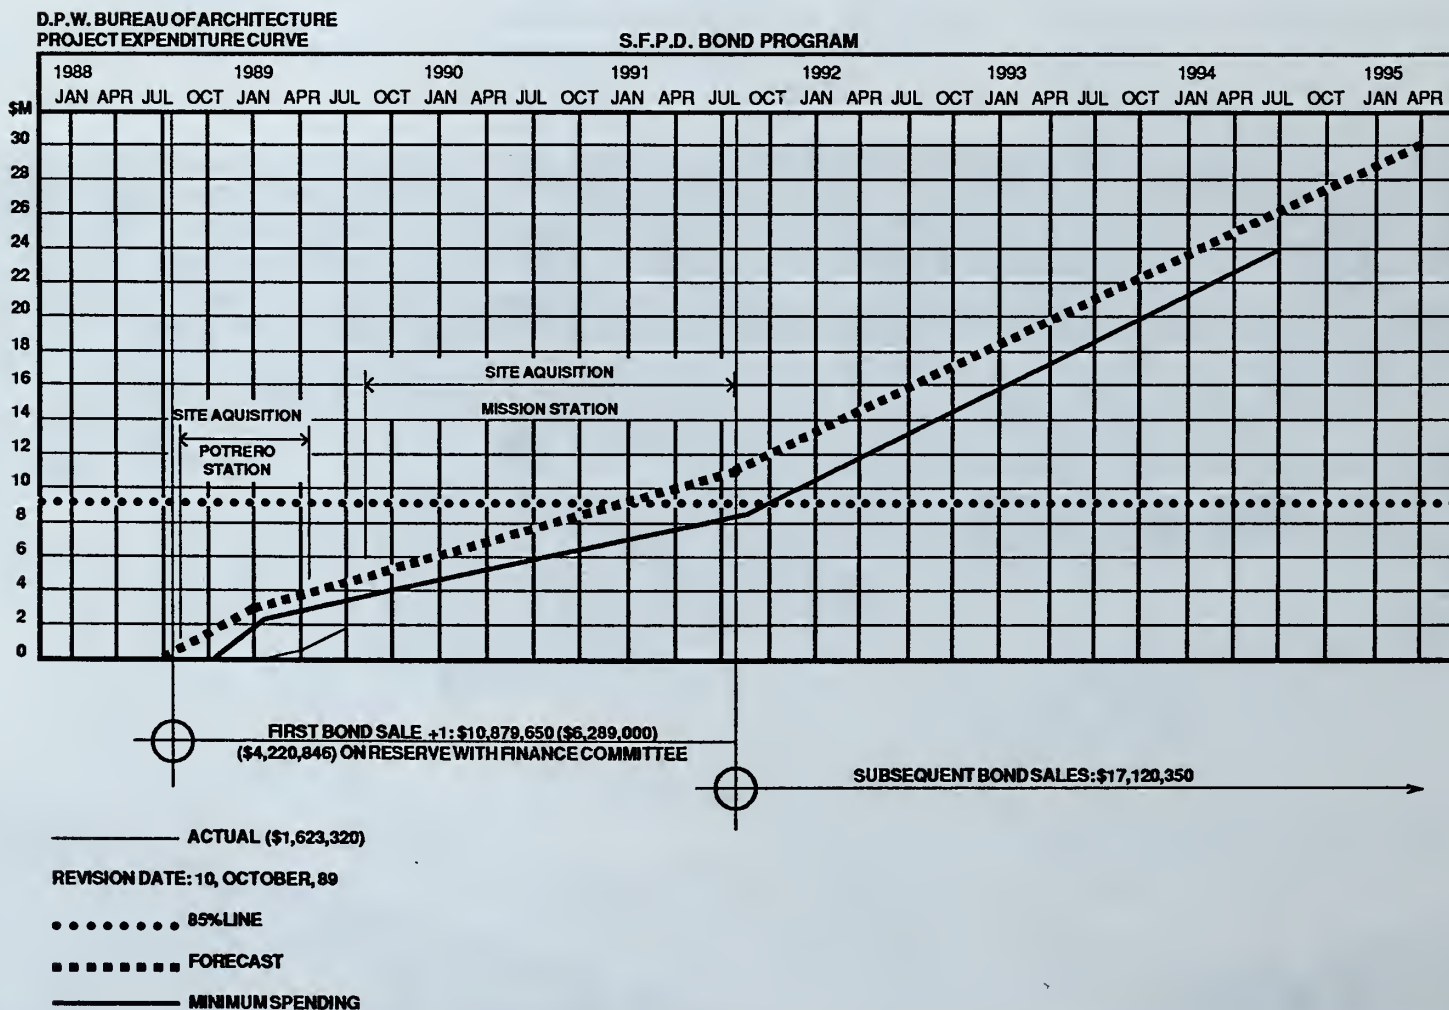 D.P.W. BUREAU OF ARCHITECTURE
PROJECT EXPENDITURE CURVE
S.F.P.D. BOND PROGRAM
1988 1989 1990 1991 1992 1993 1994 1995
JAN APR JUL OCT JAN APR JUL OCT JAN APR JUL OCT JAN APR JUL OCT JAN APR JUL OCT JAN APR JUL OCT JAN APR JUL OCT JAN APR
$M
30
28
26
24
22
20
18
16
14
12
10
8
6
4
2
0
SITE AQUISITION
MISSION STATION
SITE AQUISITION
POTRERO
STATION
FIRST BOND SALE +1: $10,879,650 ($6,289,000)
($4,220,846) ON RESERVE WITH FINANCE COMMITTEE
SUBSEQUENT BOND SALES: $17,120,350
ACTUAL ($1,623,320)
REVISION DATE: 10, OCTOBER, 89
85% LINE
FORECAST
MINIMUM SPENDING